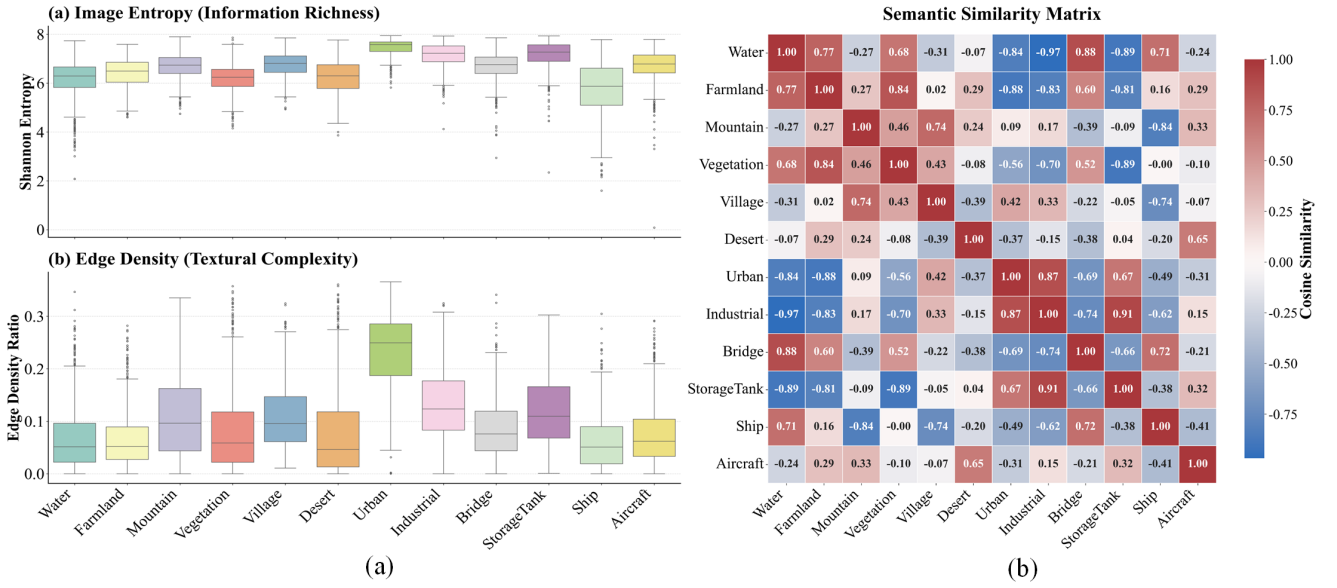 (a) Image Entropy (Information Richness)
Shannon Entropy
8
6
4
2
0
(b) Edge Density (Textural Complexity)
Edge Density Ratio
0.3
0.2
0.1
0.0
Water Farmland Mountain Vegetation Village Desert Urban Industrial Bridge StorageTank Ship Aircraft
(a)
Semantic Similarity Matrix
Water 1.00 0.77 -0.27 0.68 -0.31 -0.07 -0.84 -0.97 0.88 -0.89 0.71 -0.24
Farmland 0.77 1.00 0.27 0.84 0.02 0.29 -0.88 -0.83 0.60 -0.81 0.16 0.29
Mountain -0.27 0.27 1.00 0.46 0.74 0.24 0.09 0.17 -0.39 -0.09 -0.84 0.33
Vegetation 0.68 0.84 0.46 1.00 0.43 -0.08 -0.56 -0.70 0.52 -0.89 -0.00 -0.10
Village -0.31 0.02 0.74 0.43 1.00 -0.39 0.42 0.33 -0.22 -0.05 -0.74 -0.07
Desert -0.07 0.29 0.24 -0.08 -0.39 1.00 -0.37 -0.15 -0.38 0.04 -0.20 0.65
Urban -0.84 -0.88 0.09 -0.56 0.42 -0.37 1.00 0.87 -0.69 0.67 -0.49 -0.31
Industrial -0.97 -0.83 0.17 -0.70 0.33 -0.15 0.87 1.00 -0.74 0.91 -0.62 0.15
Bridge 0.88 0.60 -0.39 0.52 -0.22 -0.38 -0.69 -0.74 1.00 -0.66 0.72 -0.21
StorageTank -0.89 -0.81 -0.09 -0.89 -0.05 0.04 0.67 0.91 -0.66 1.00 -0.38 0.32
Ship 0.71 0.16 -0.84 -0.00 -0.74 -0.20 -0.49 -0.62 0.72 -0.38 1.00 -0.41
Aircraft -0.24 0.29 0.33 -0.10 -0.07 0.65 -0.31 0.15 -0.21 0.32 -0.41 1.00
Water Farmland Mountain Vegetation Village Desert Urban Industrial Bridge StorageTank Ship Aircraft
1.00
0.75
0.50
0.25
0.00
-0.25
-0.50
-0.75
Cosine Similarity
(b)